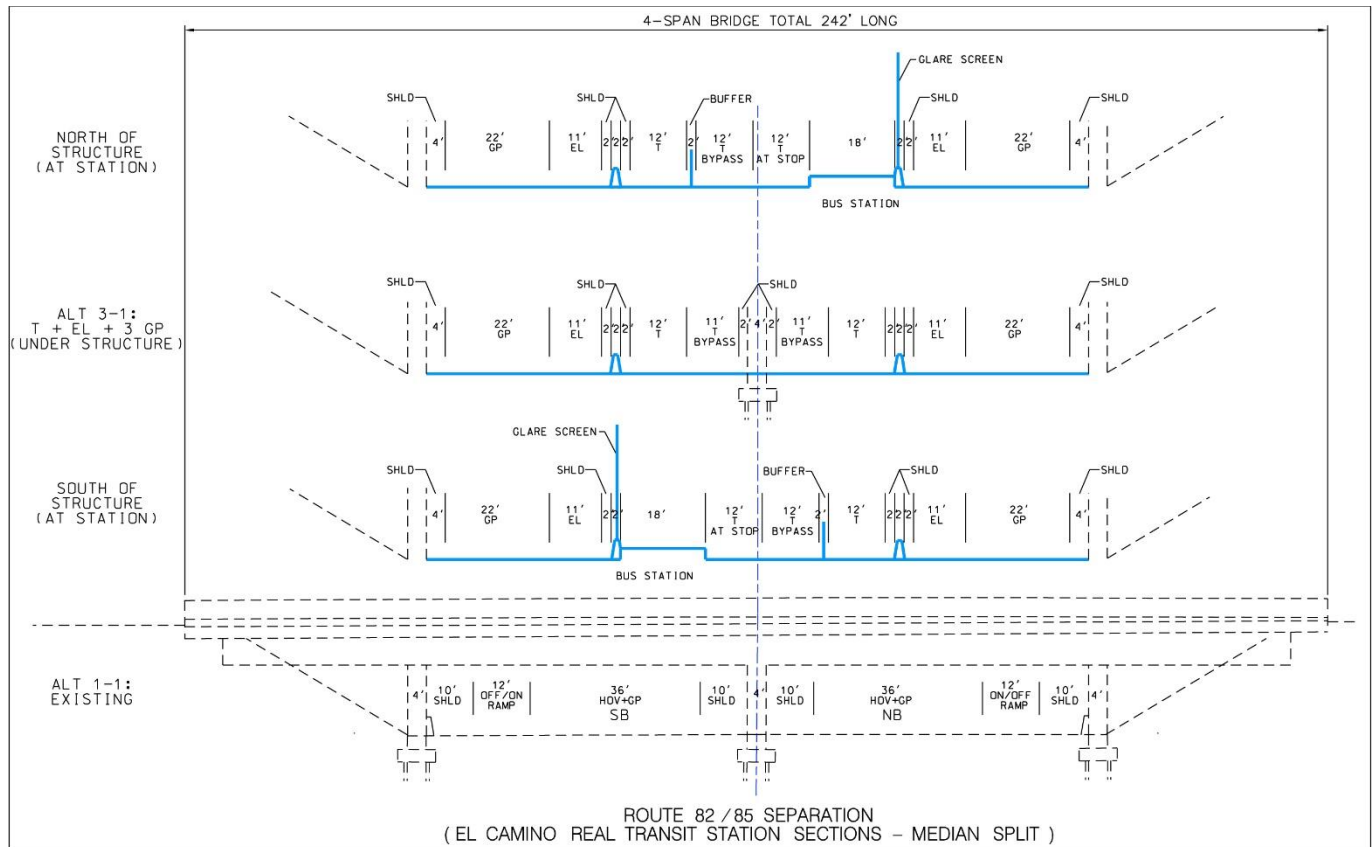 4-SPAN BRIDGE TOTAL 242' LONG
GLARE SCREEN
SHLD SHLD BUFFER SHLD SHLD
NORTH OF
STRUCTURE
(AT STATION)
4' 22' 11' 2' 2' 2' 12' 2' 12' 12' 18' 2' 2' 11' 22' 4'
GP EL T T T EL GP
BYPASS AT STOP
BUS STATION
SHLD SHLD SHLD SHLD
ALT 3-1:
T + EL + 3 GP
(UNDER STRUCTURE)
4' 22' 11' 2' 2' 2' 12' 11' 2' 4' 2' 11' 12' 2' 2' 2' 11' 22' 4'
GP EL T T T T EL GP
BYPASS BYPASS
GLARE SCREEN
SHLD SHLD BUFFER SHLD SHLD
SOUTH OF
STRUCTURE
(AT STATION)
4' 22' 11' 2' 2' 18' 12' 12' 2' 12' 2' 2' 2' 11' 22' 4'
GP EL T T T EL GP
AT STOP BYPASS
BUS STATION
ALT 1-1:
EXISTING
4' 10' 12' 36' 10' 4' 10' 36' 12' 10' 4'
SHLD OFF/ON HOV+GP SHLD SHLD HOV+GP ON/OFF SHLD
RAMP SB NB RAMP
ROUTE 82 / 85 SEPARATION
( EL CAMINO REAL TRANSIT STATION SECTIONS - MEDIAN SPLIT )